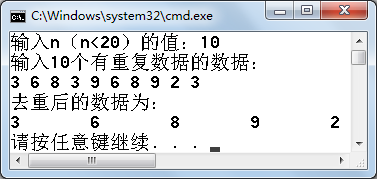 C:\Windows\system32\cmd.exe
输入n（n<20）的值：10
输入10个有重复数据的数据：
3 6 8 3 9 6 8 9 2 3
去重后的数据为：
3 6 8 9 2
请按任意键继续. . .